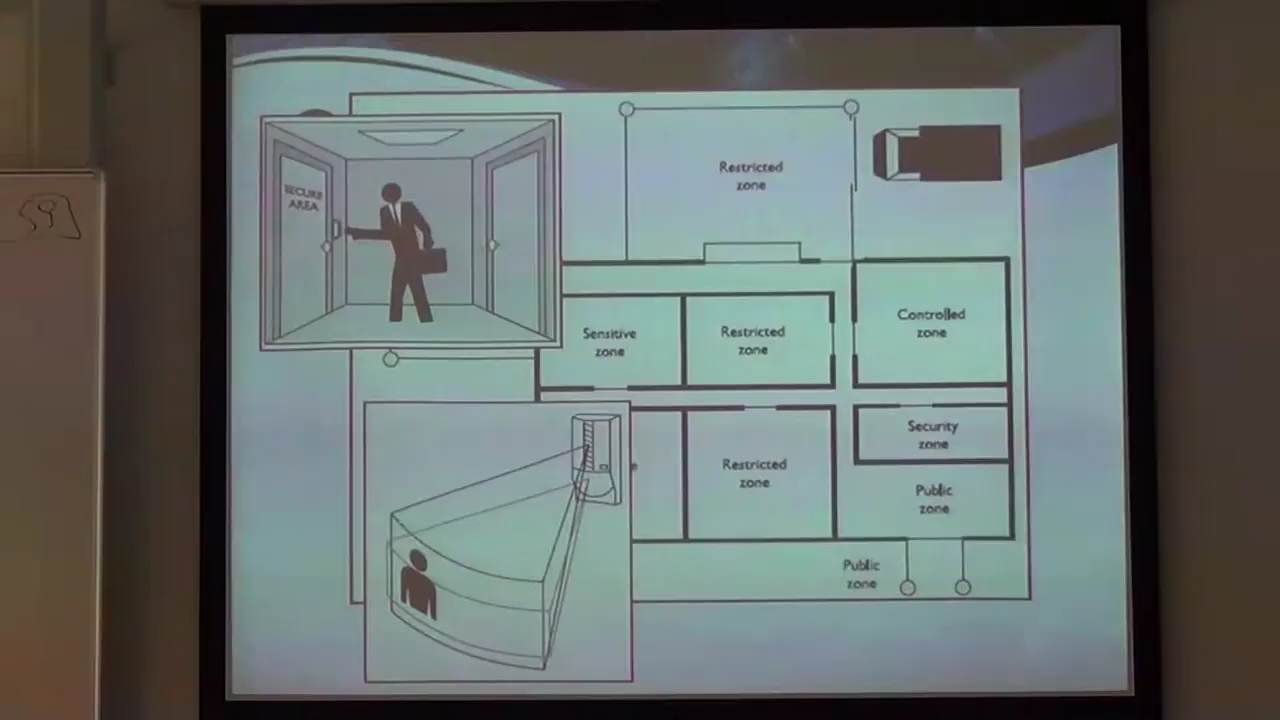 Restricted
zone
SECURE
AREA
Sensitive
zone
Restricted
zone
Controlled
zone
Security
zone
Restricted
zone
Public
zone
Public
zone